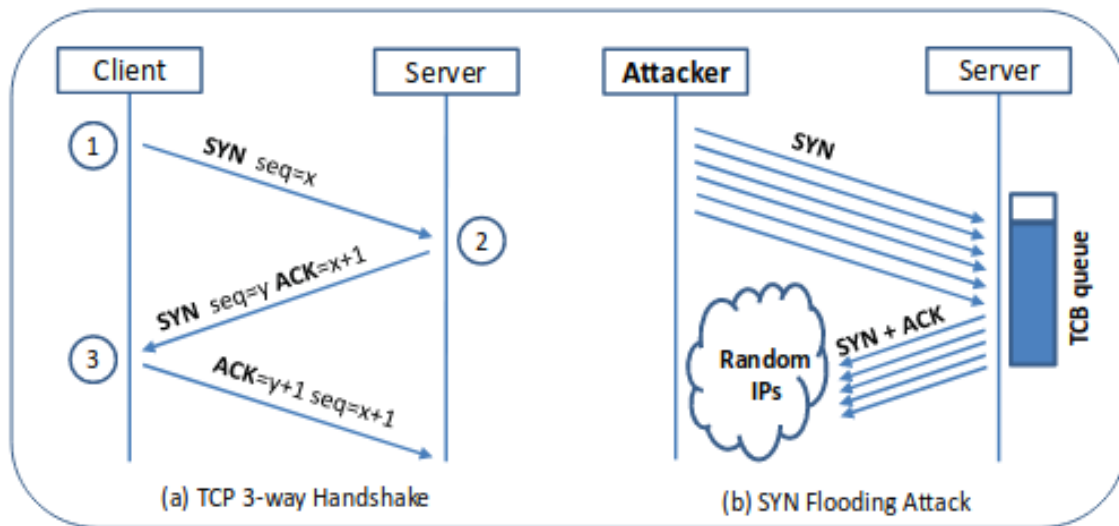 Client
Server
1
SYN seq=x
2
SYN seq=y ACK=x+1
3
ACK=y+1 seq=x+1
(a) TCP 3-way Handshake
Attacker
Server
SYN
TCB queue
SYN + ACK
Random
IPs
(b) SYN Flooding Attack